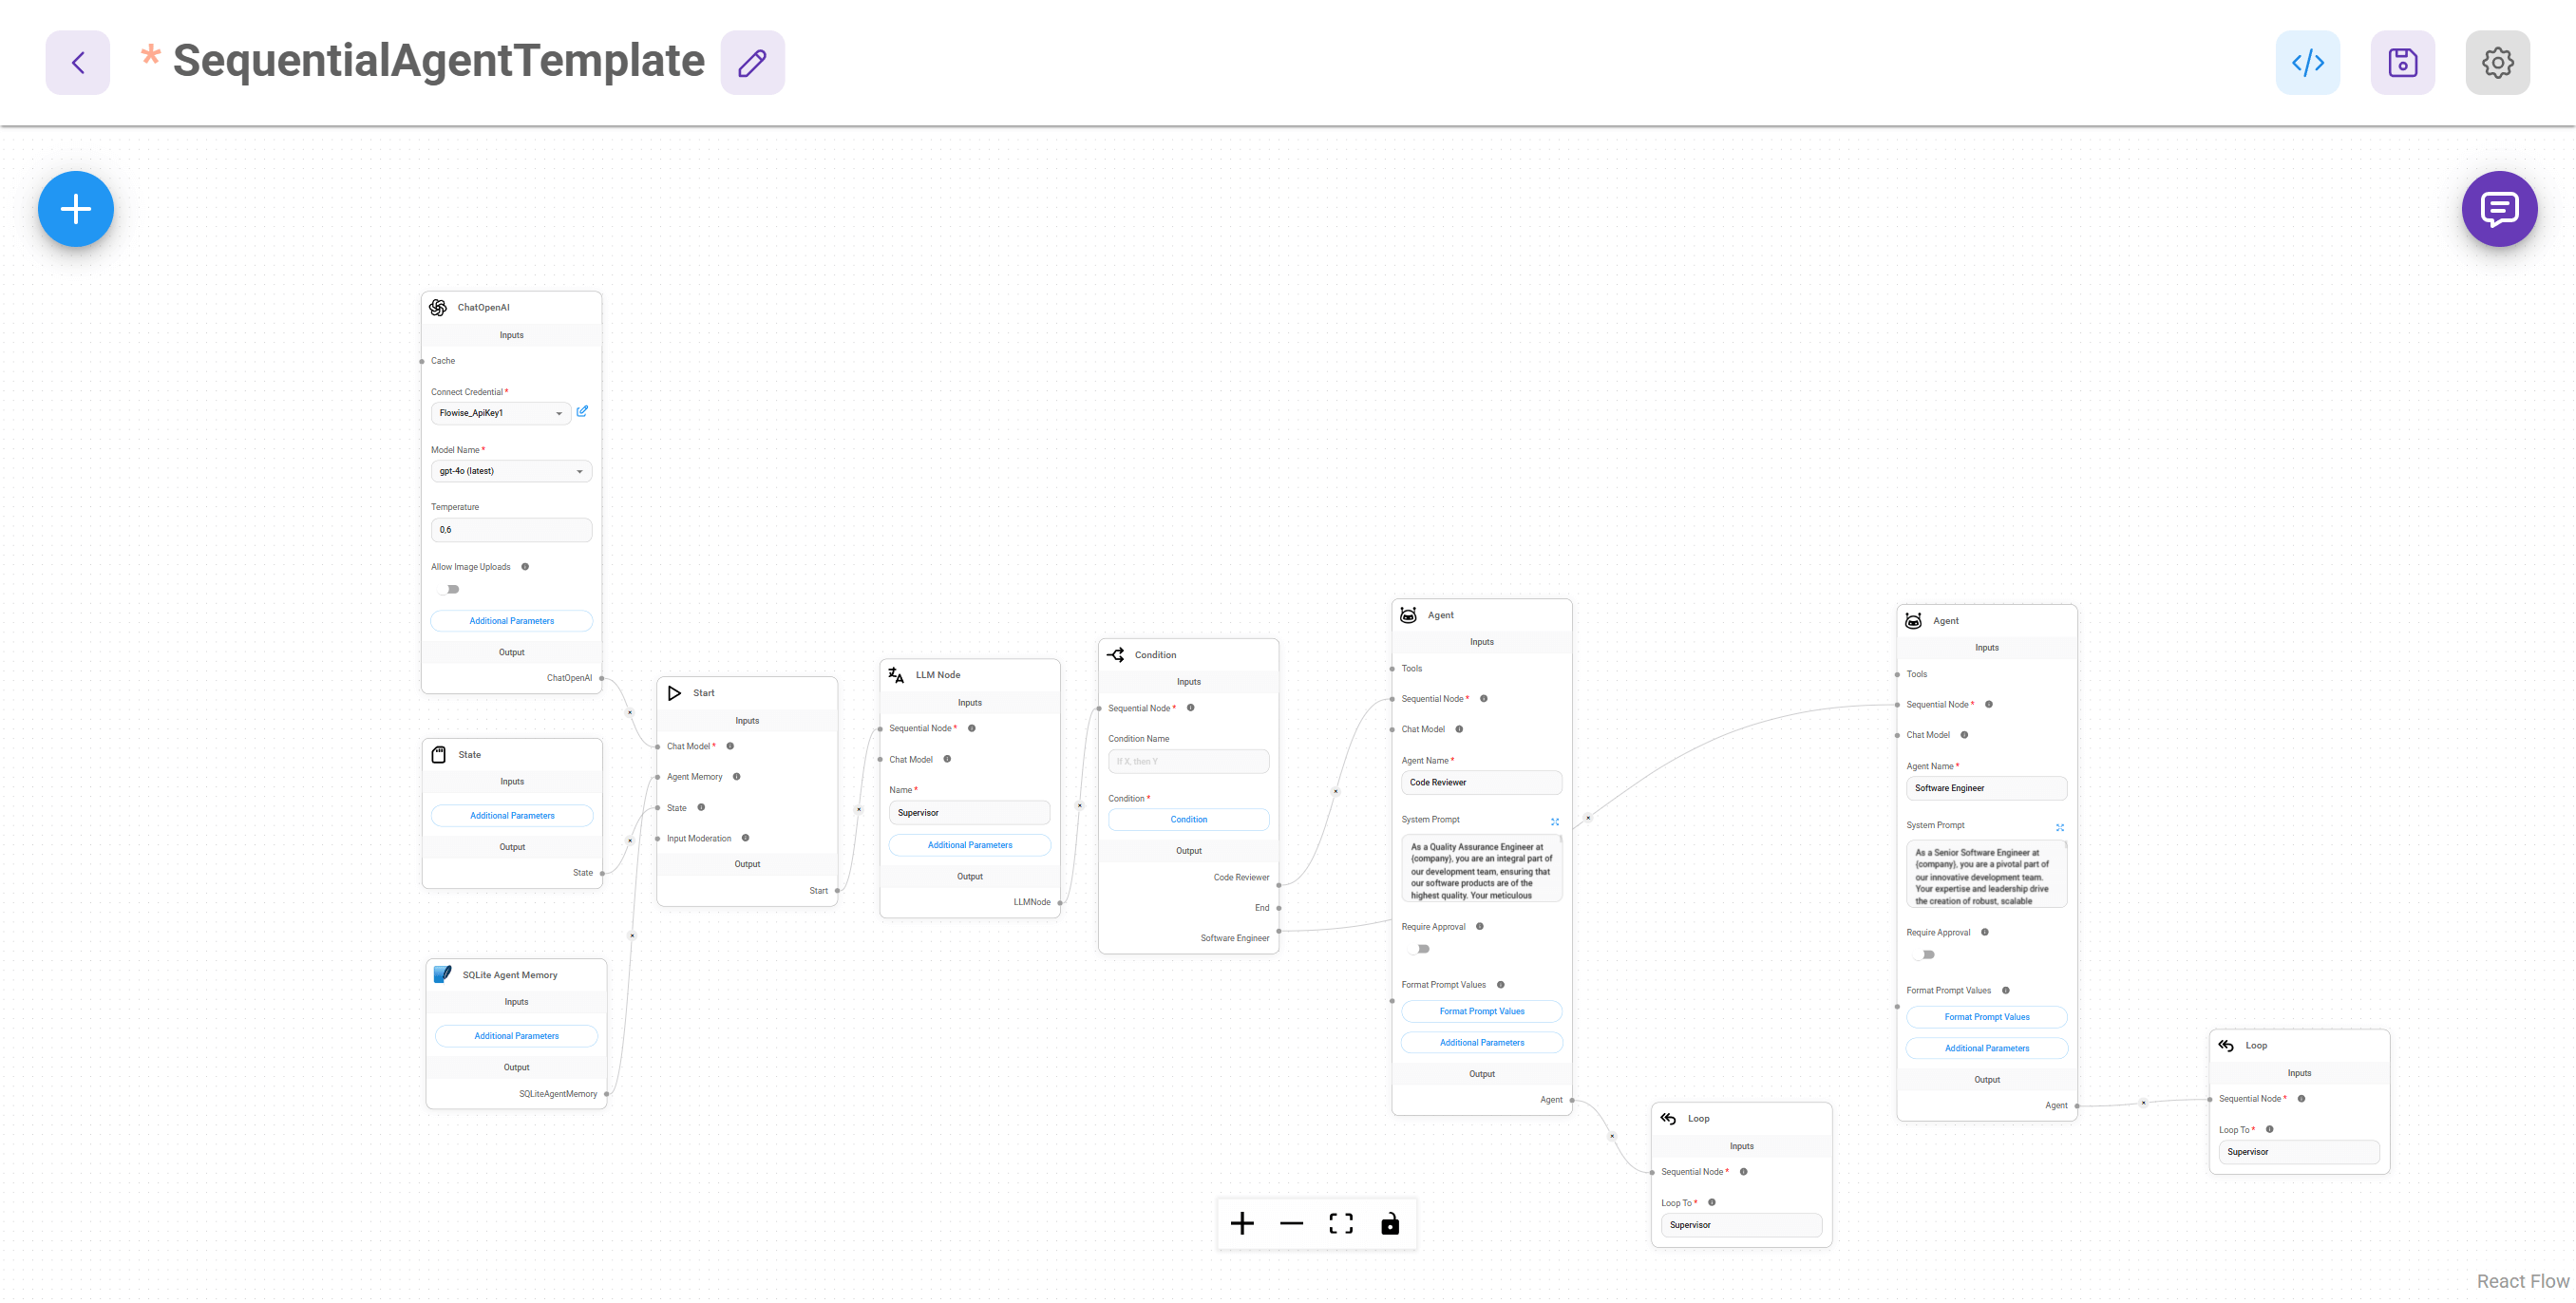 * SequentialAgentTemplate
ChatOpenAI
Inputs
Cache
Connect Credential *
Flowise_ApiKey1
Model Name *
gpt-4o (latest)
Temperature
0,6
Allow Image Uploads
Additional Parameters
Output
ChatOpenAI
State
Inputs
Additional Parameters
Output
State
SQLite Agent Memory
Inputs
Additional Parameters
Output
SQLiteAgentMemory
Start
Inputs
Chat Model *
Agent Memory
State
Input Moderation
Output
Start
LLM Node
Inputs
Sequential Node *
Chat Model
Name *
Supervisor
Additional Parameters
Output
LLMNode
Condition
Inputs
Sequential Node *
Condition Name
If X, then Y
Condition *
Condition
Output
Code Reviewer
End
Software Engineer
Agent
Inputs
Tools
Sequential Node *
Chat Model
Agent Name *
Code Reviewer
System Prompt
As a Quality Assurance Engineer at
{company}, you are an integral part of
our development team, ensuring that
our software products are of the
highest quality. Your meticulous
Require Approval
Format Prompt Values
Format Prompt Values
Additional Parameters
Output
Agent
Loop
Inputs
Sequential Node *
Loop To *
Supervisor
Agent
Inputs
Tools
Sequential Node *
Chat Model
Agent Name *
Software Engineer
System Prompt
As a Senior Software Engineer at
{company}, you are a pivotal part of
our innovative development team.
Your expertise and leadership drive
the creation of robust, scalable
Require Approval
Format Prompt Values
Format Prompt Values
Additional Parameters
Output
Agent
Loop
Inputs
Sequential Node *
Loop To *
Supervisor
React Flow